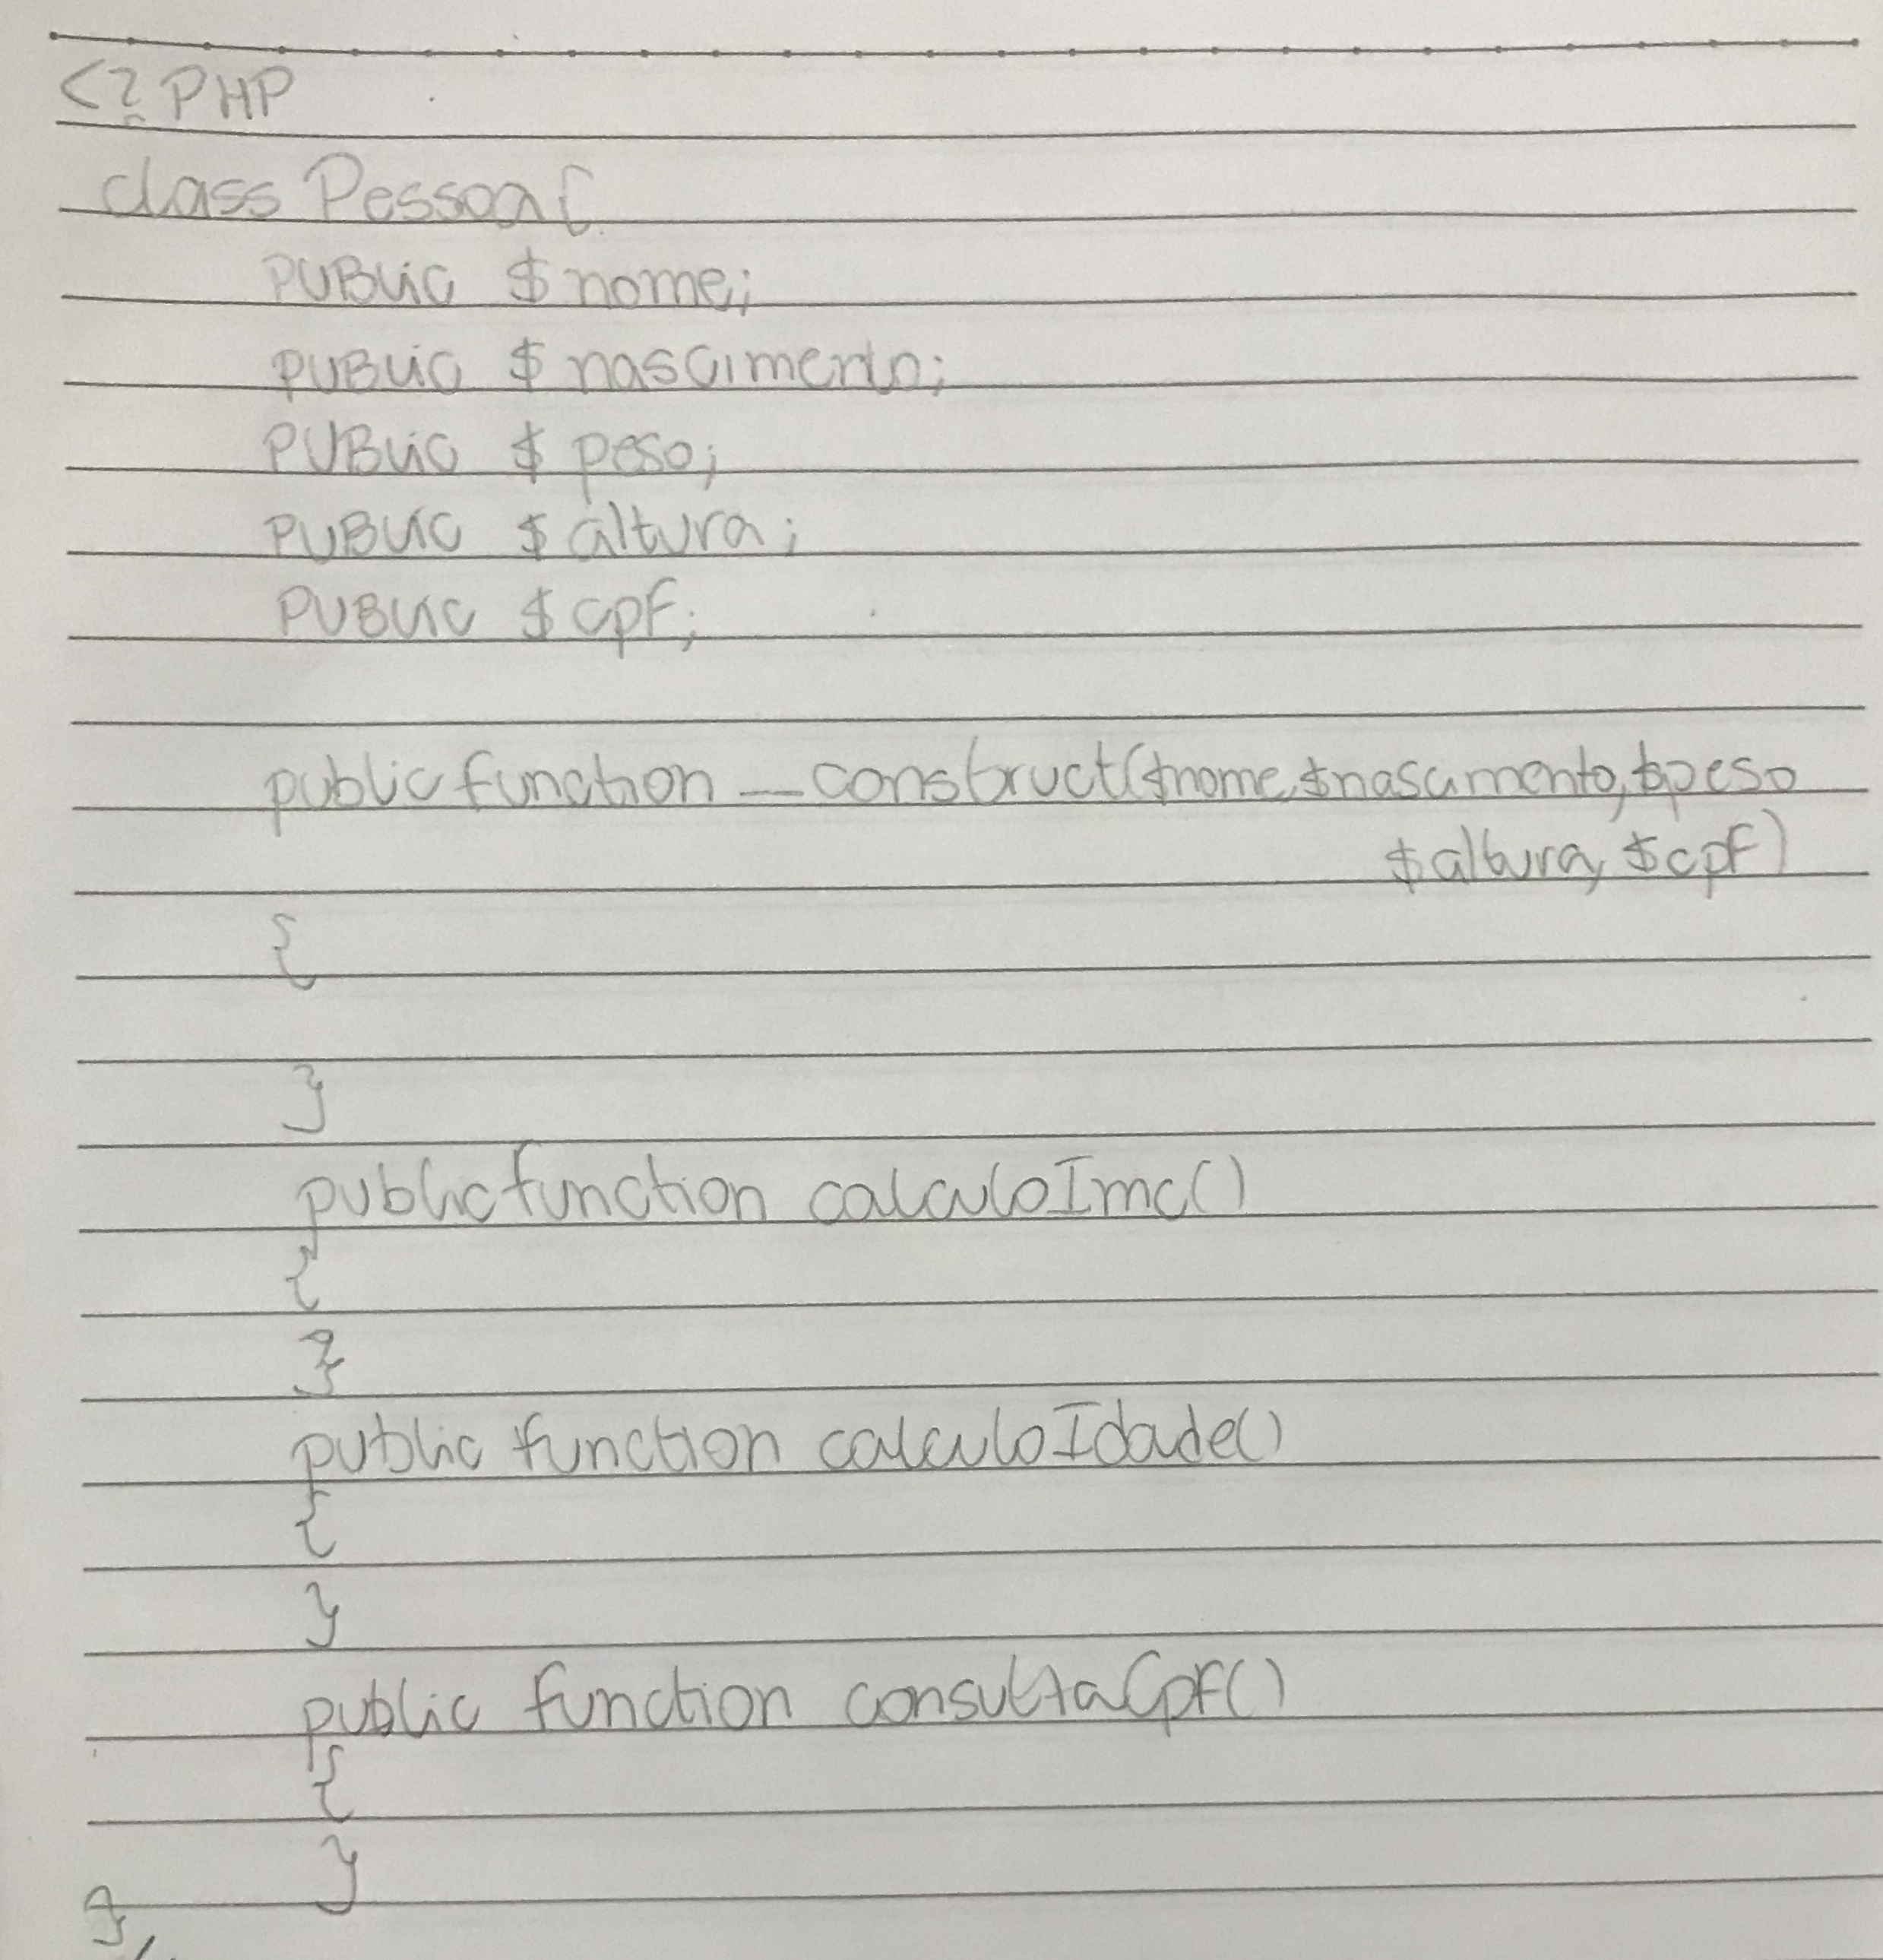 <? PHP
class Pessoa{
PUBLIC $ nome;
PUBLIC $ nascimento;
PUBLIC $ peso;
PUBLIC $ altura;
PUBLIC $ cpf;
public function __construct($nome,$nascimento,$peso
$altura, $cpf)
{
}
public function calculoImc()
{
}
public function calculoIdade()
{
}
public function consultaCpf()
{
}
}